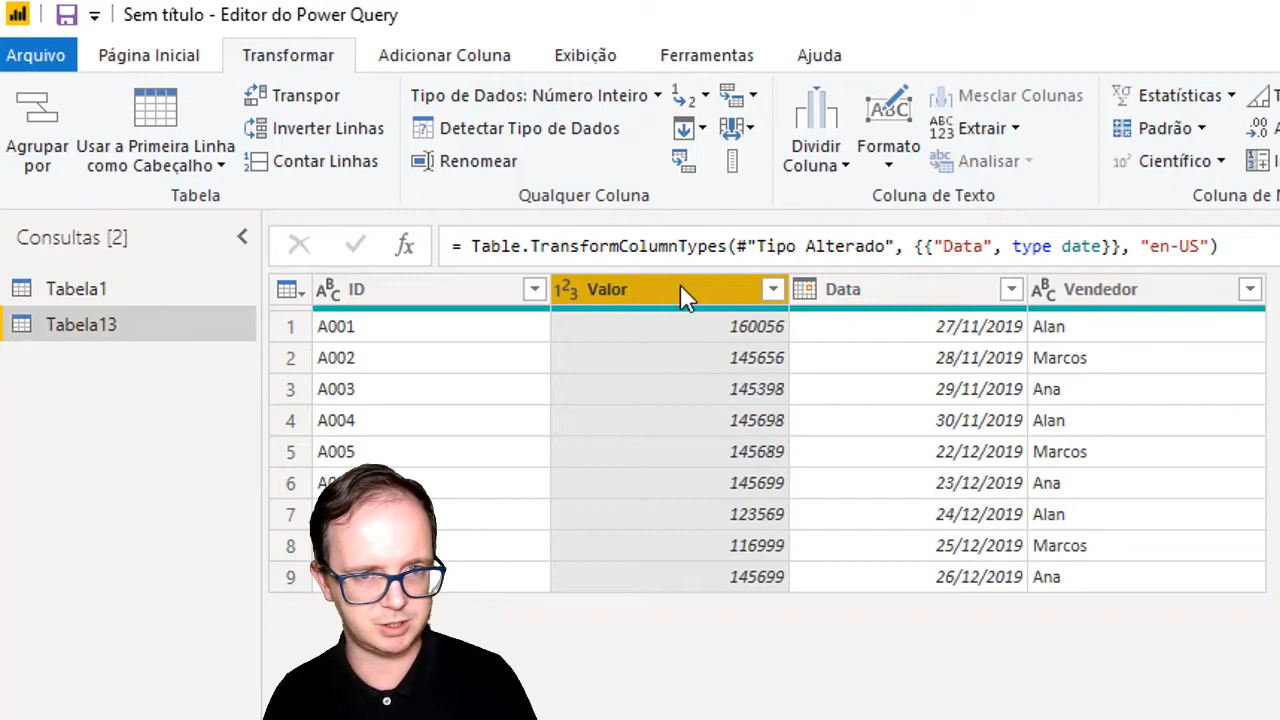 Sem título - Editor do Power Query
Arquivo Página Inicial Transformar Adicionar Coluna Exibição Ferramentas Ajuda
Agrupar por
Usar a Primeira Linha como Cabeçalho
Transpor
Inverter Linhas
Contar Linhas
Tabela
Tipo de Dados: Número Inteiro
Detectar Tipo de Dados
Renomear
Qualquer Coluna
Dividir Coluna
Formato
Mesclar Colunas
Extrair
Analisar
Coluna de Texto
Estatísticas
Padrão
Científico
Coluna de
Consultas [2]
Tabela1
Tabela13
= Table.TransformColumnTypes(#"Tipo Alterado", {{"Data", type date}}, "en-US")
ID Valor Data Vendedor
1 A001 160056 27/11/2019 Alan
2 A002 145656 28/11/2019 Marcos
3 A003 145398 29/11/2019 Ana
4 A004 145698 30/11/2019 Alan
5 A005 145689 22/12/2019 Marcos
6 145699 23/12/2019 Ana
7 123569 24/12/2019 Alan
8 116999 25/12/2019 Marcos
9 145699 26/12/2019 Ana